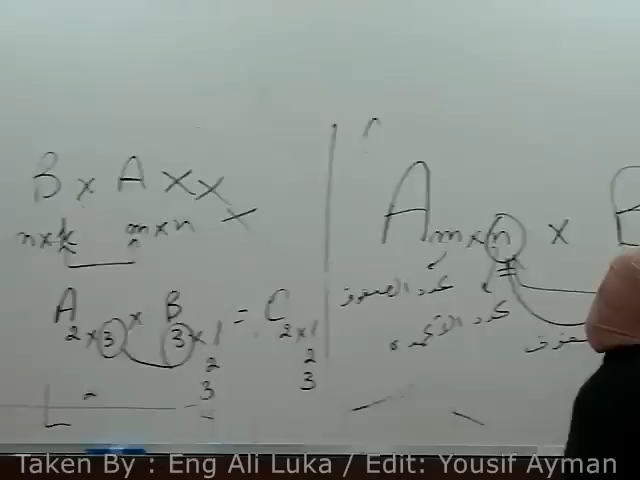 B x A x x x
n x k m x n
A 2 x 3 x B 3 x 1 = C 2 x 1
2 2
3 3
A m x n x B
عدد الصفوف
عدد الأعمدة
صفوف
Taken By : Eng Ali Luka / Edit: Yousif Ayman